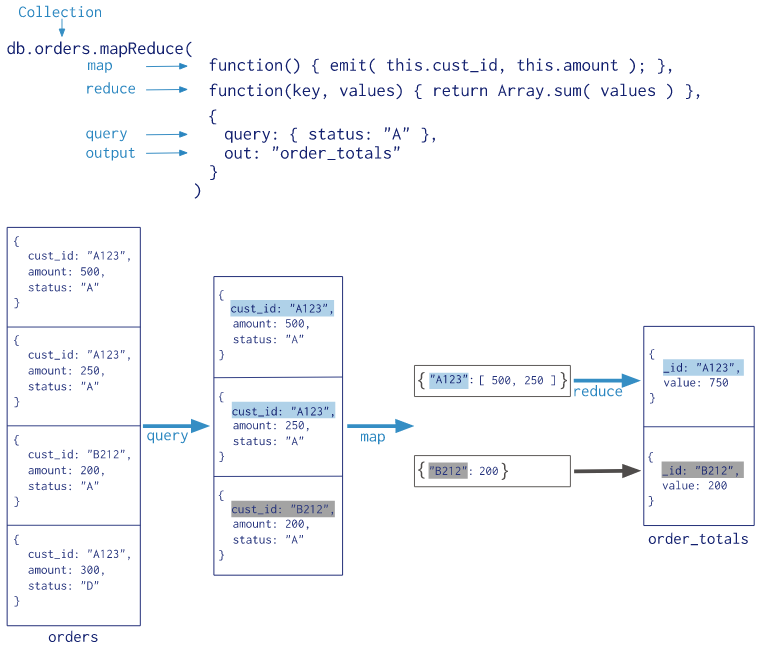 Collection
db.orders.mapReduce(
map function() { emit( this.cust_id, this.amount ); },
reduce function(key, values) { return Array.sum( values ) },
{
query query: { status: "A" },
output out: "order_totals"
}
)
{
cust_id: "A123",
amount: 500,
status: "A"
}
{
cust_id: "A123",
amount: 250,
status: "A"
}
{
cust_id: "B212",
amount: 200,
status: "A"
}
{
cust_id: "A123",
amount: 300,
status: "D"
}
orders
query
{
cust_id: "A123",
amount: 500,
status: "A"
}
{
cust_id: "A123",
amount: 250,
status: "A"
}
{
cust_id: "B212",
amount: 200,
status: "A"
}
map
{"A123": [ 500, 250 ]}
{"B212": 200}
reduce
{
_id: "A123",
value: 750
}
{
_id: "B212",
value: 200
}
order_totals